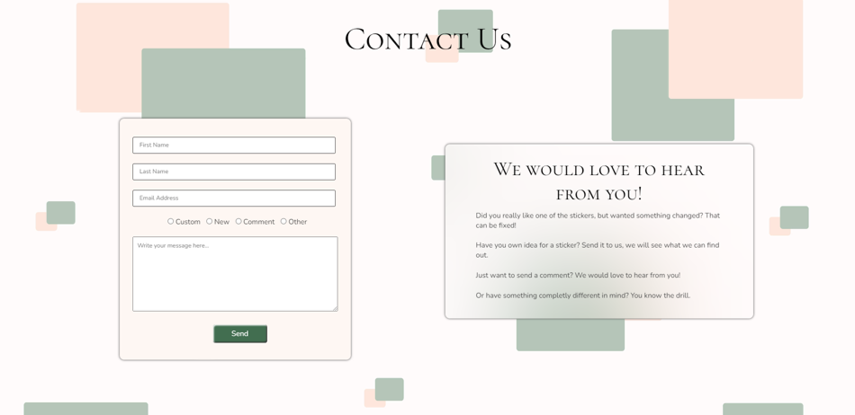 Contact Us
First Name
Last Name
Email Address
Custom New Comment Other
Write your message here...
Send
We would love to hear
from you!
Did you really like one of the stickers, but wanted something changed? That
can be fixed!
Have you own idea for a sticker? Send it to us, we will see what we can find
out.
Just want to send a comment? We would love to hear from you!
Or have something completly different in mind? You know the drill.